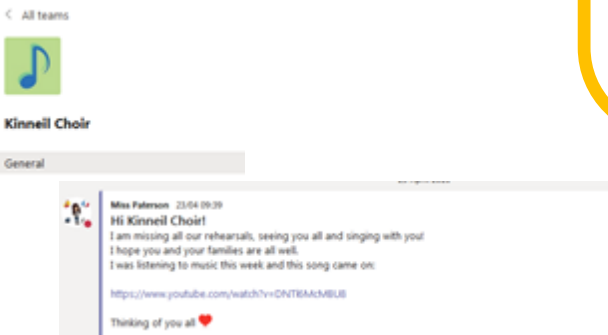 < All teams
Kinneil Choir
General
Miss Paterson 23/04 09:39
Hi Kinneil Choir!
I am missing all our rehearsals, seeing you all and singing with you!
I hope you and your families are all well.
I was listening to music this week and this song came on:
Thinking of you all ❤